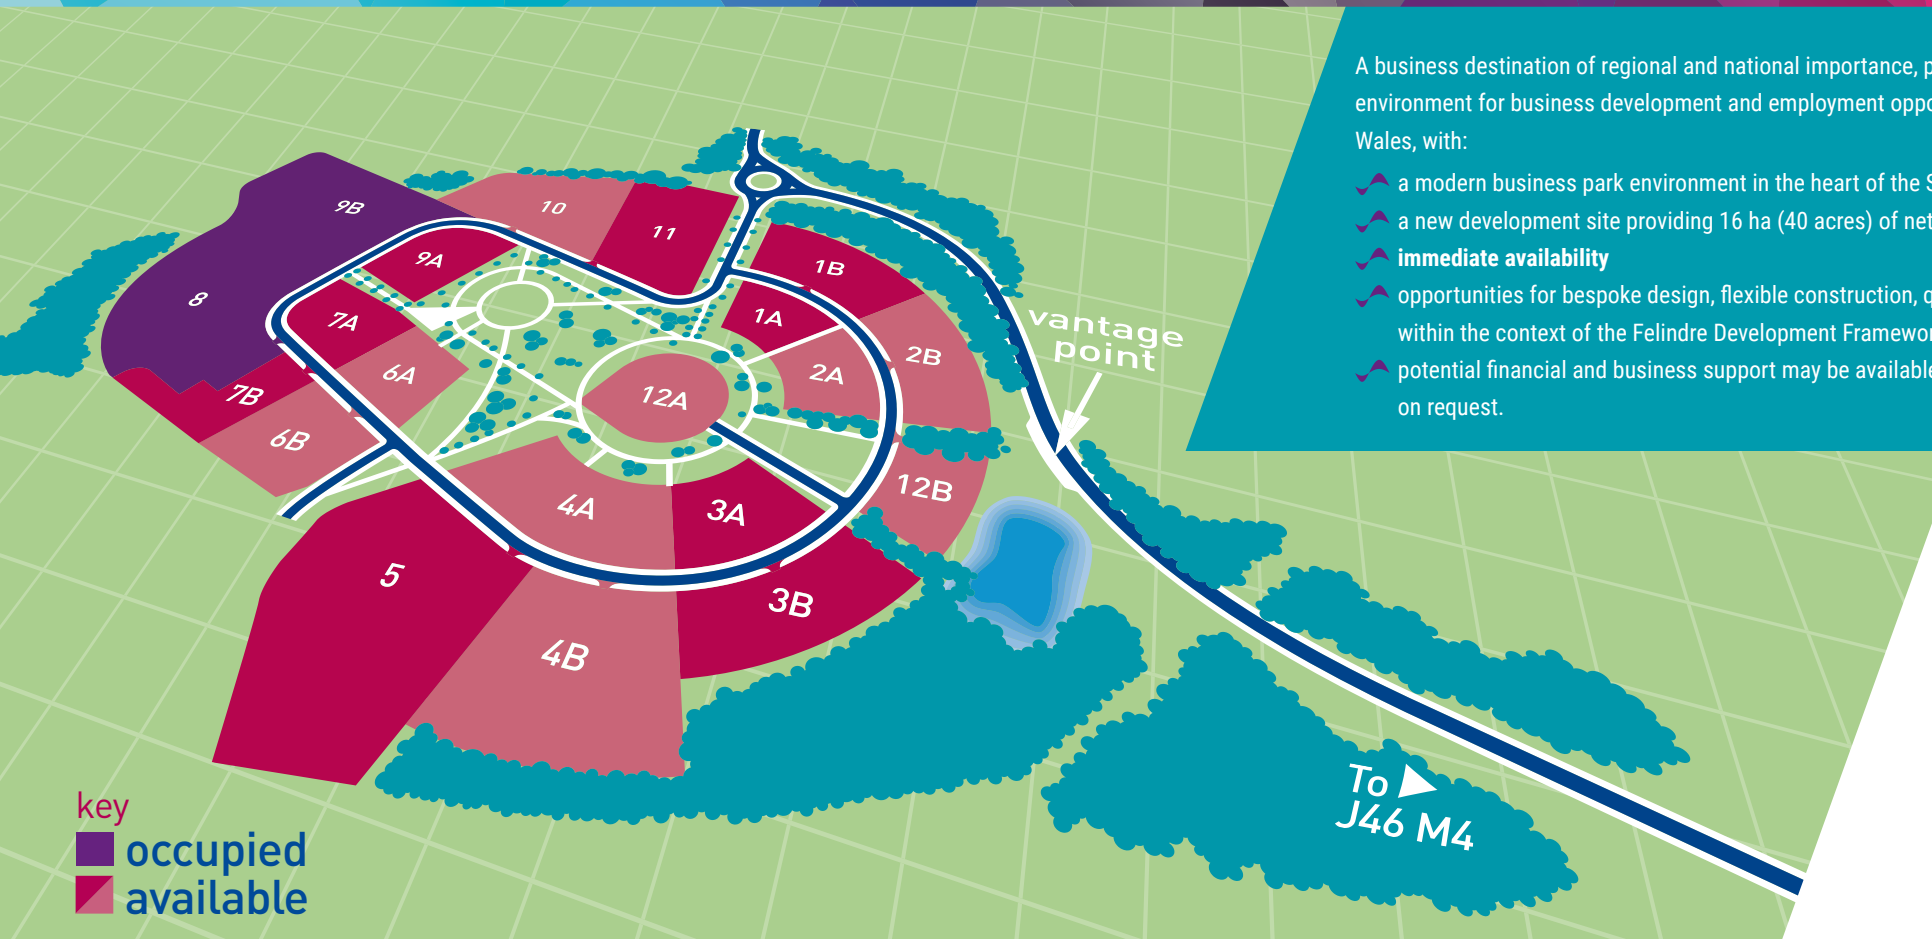 A business destination of regional and national importance,
environment for business development and employment
Wales, with:
a modern business park environment in the heart of the
a new development site providing 16 ha (40 acres) of
immediate availability
opportunities for bespoke design, flexible construction,
within the context of the Felindre Development
potential financial and business support may be
on request.
9B
10
11
9A
1B
8
7A
1A
vantage
point
2B
6A
2A
7B
12A
6B
12B
4A
3A
5
3B
4B
To
J46 M4
key
occupied
available